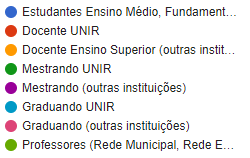 Estudantes Ensino Médio, Fundament…
Docente UNIR
Docente Ensino Superior (outras instit…
Mestrando UNIR
Mestrando (outras instituições)
Graduando UNIR
Graduando (outras instituições)
Professores (Rede Municipal, Rede E…